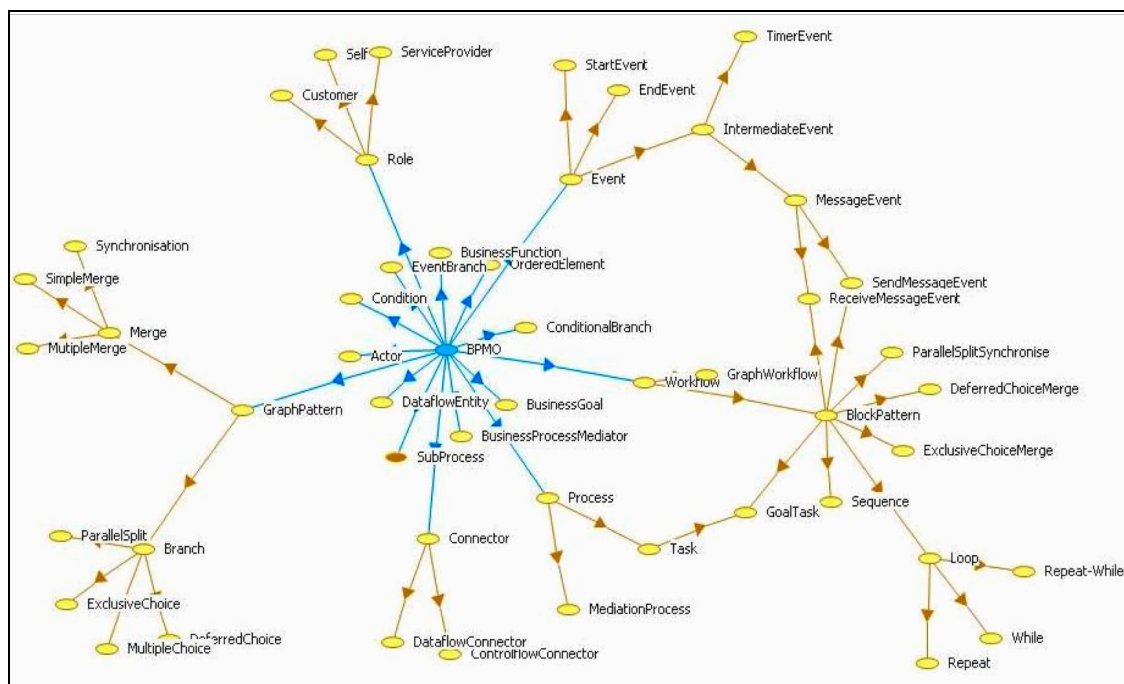 TimerEvent
Self
ServiceProvider
StartEvent
EndEvent
Customer
IntermediateEvent
Role
Event
MessageEvent
Synchronisation
BusinessFunction
EventBranch
OrderedElement
SimpleMerge
SendMessageEvent
Condition
ReceiveMessageEvent
ConditionalBranch
Merge
MutipleMerge
Actor
BPMO
ParallelSplitSynchronise
GraphWorkflow
Workflow
DeferredChoiceMerge
DataflowEntity
BusinessGoal
GraphPattern
BlockPattern
BusinessProcessMediator
ExclusiveChoiceMerge
SubProcess
Process
Sequence
GoalTask
ParallelSplit
Branch
Connector
Task
Loop
Repeat-While
ExclusiveChoice
MediationProcess
DeferredChoice
MultipleChoice
DataflowConnector
ControlflowConnector
While
Repeat